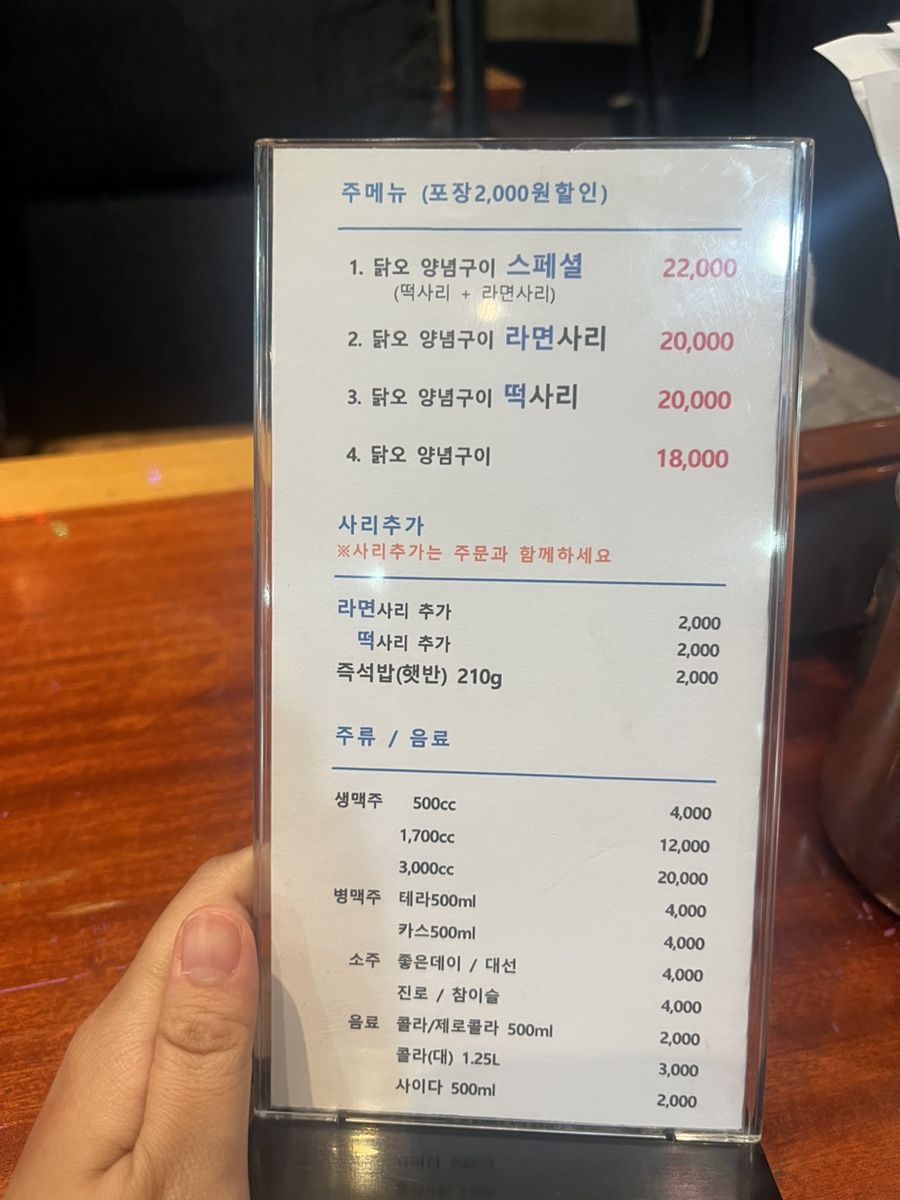 주메뉴 (포장2,000원할인)
1. 닭오 양념구이 스페셜 22,000
(떡사리 + 라면사리)
2. 닭오 양념구이 라면사리 20,000
3. 닭오 양념구이 떡사리 20,000
4. 닭오 양념구이 18,000
사리추가
※사리추가는 주문과 함께하세요
라면사리 추가 2,000
떡사리 추가 2,000
즉석밥(햇반) 210g 2,000
주류 / 음료
생맥주 500cc 4,000
1,700cc 12,000
3,000cc 20,000
병맥주 테라500ml 4,000
카스500ml 4,000
소주 좋은데이 / 대선 4,000
진로 / 참이슬 4,000
음료 콜라/제로콜라 500ml 2,000
콜라(대) 1.25L 3,000
사이다 500ml 2,000